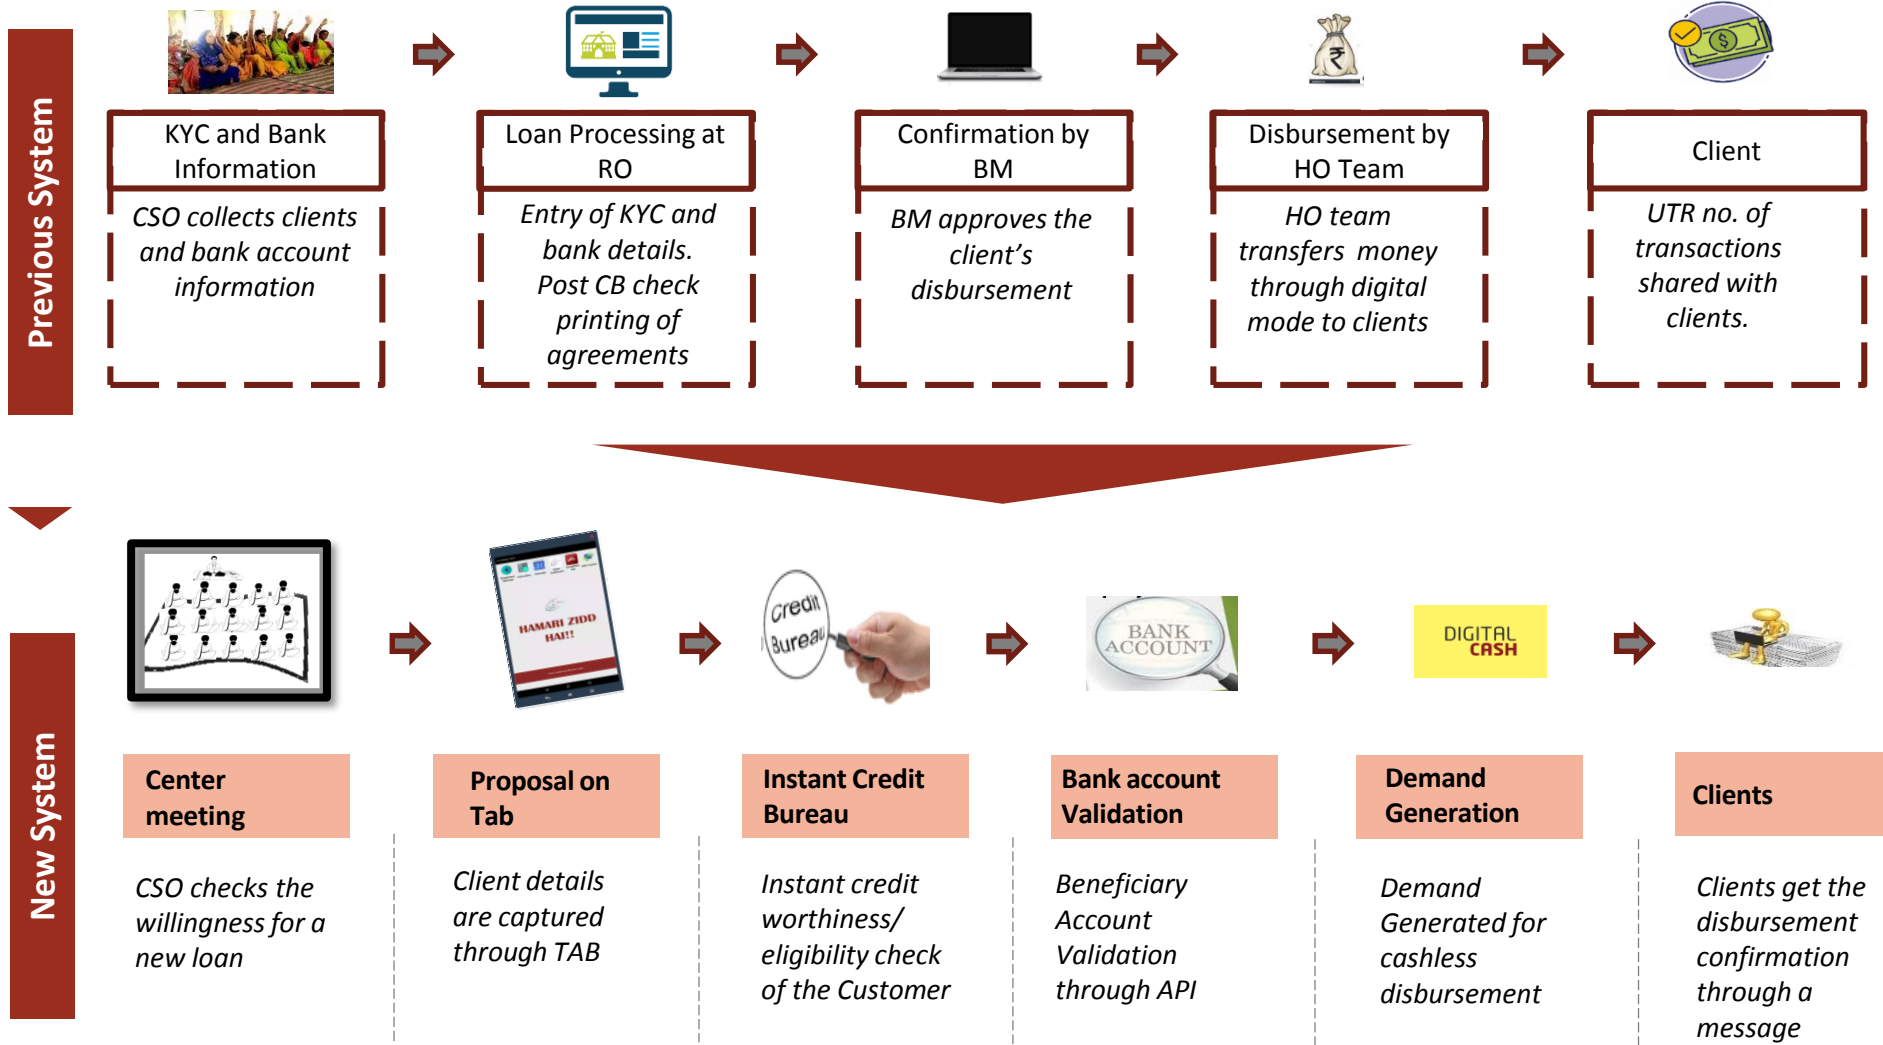 Previous System
KYC and Bank
Information
CSO collects clients
and bank account
information
Loan Processing at
RO
Entry of KYC and
bank details.
Post CB check
printing of
agreements
Confirmation by
BM
BM approves the
client’s
disbursement
Disbursement by
HO Team
HO team
transfers money
through digital
mode to clients
Client
UTR no. of
transactions
shared with
clients.
New System
HAMARI ZIDD
HAI!!
Credit
Bureau
BANK
ACCOUNT
DIGITAL
CASH
Center
meeting
CSO checks the
willingness for a
new loan
Proposal on
Tab
Client details
are captured
through TAB
Instant Credit
Bureau
Instant credit
worthiness/
eligibility check
of the Customer
Bank account
Validation
Beneficiary
Account
Validation
through API
Demand
Generation
Demand
Generated for
cashless
disbursement
Clients
Clients get the
disbursement
confirmation
through a
message